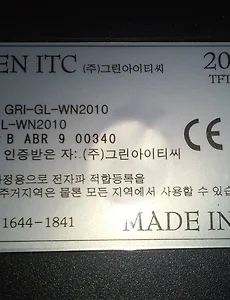 EN ITC (주)그린아이티씨 20
TFT
GRI-GL-WN2010
L-WN2010
B ABR 9 00340
인증받은 자:.(주)그린아이티씨
정용으로 전자파 적합등록을
주거지역은 물론 모든 지역에서 사용할 수 있
1644-1841 MADE IN